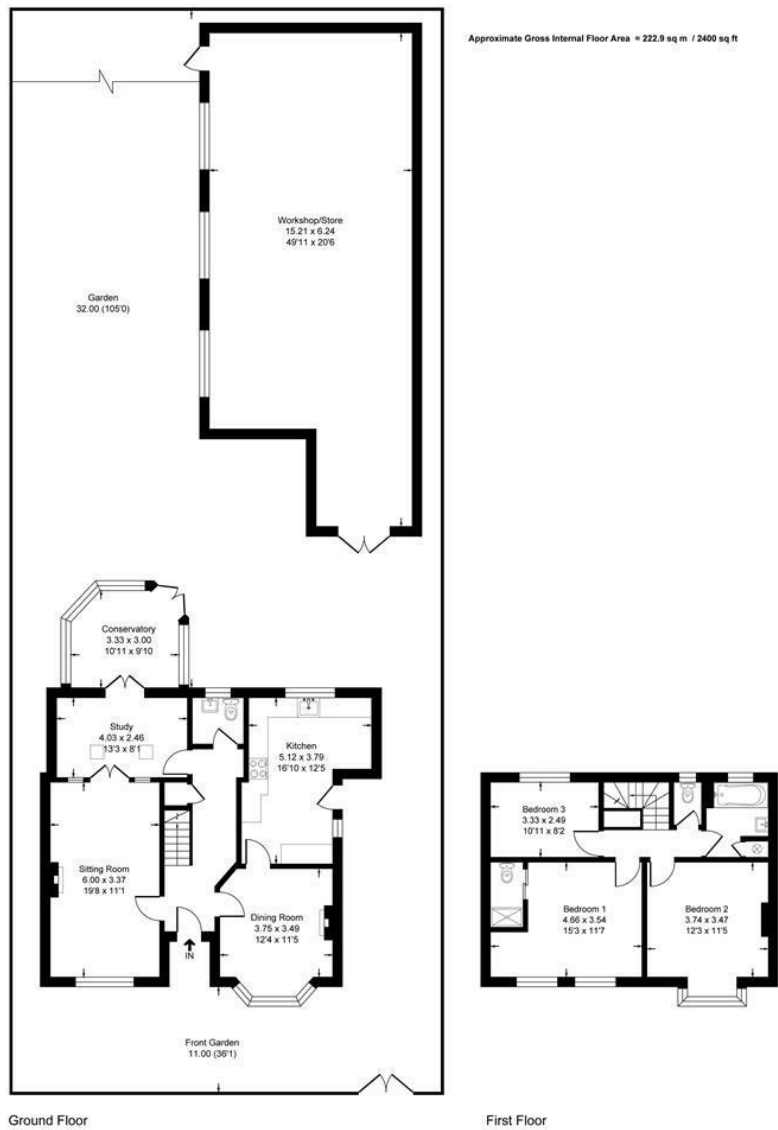 Approximate Gross Internal Floor Area = 222.9 sq m / 2400 sq ft
Workshop/Store
15.21 x 6.24
49'11 x 20'6
Garden
32.00 (105'0)
Conservatory
3.33 x 3.00
10'11 x 9'10
Study
4.03 x 2.46
13'3 x 8'1
Kitchen
5.12 x 3.79
16'10 x 12'5
Sitting Room
6.00 x 3.37
19'8 x 11'1
Dining Room
3.75 x 3.49
12'4 x 11'5
IN
Front Garden
11.00 (36'1)
Ground Floor
Bedroom 3
3.33 x 2.49
10'11 x 8'2
Bedroom 1
4.66 x 3.54
15'3 x 11'7
Bedroom 2
3.74 x 3.47
12'3 x 11'5
First Floor